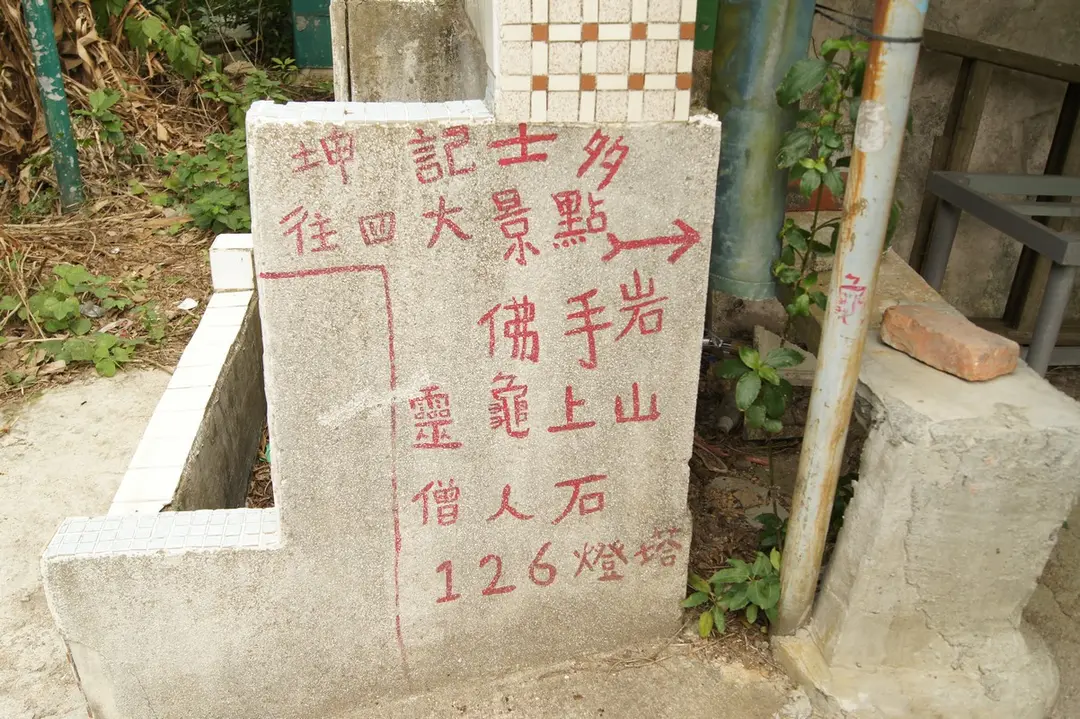 坤記士多
往四大景點
佛手岩
靈龜上山
僧人石
126燈塔